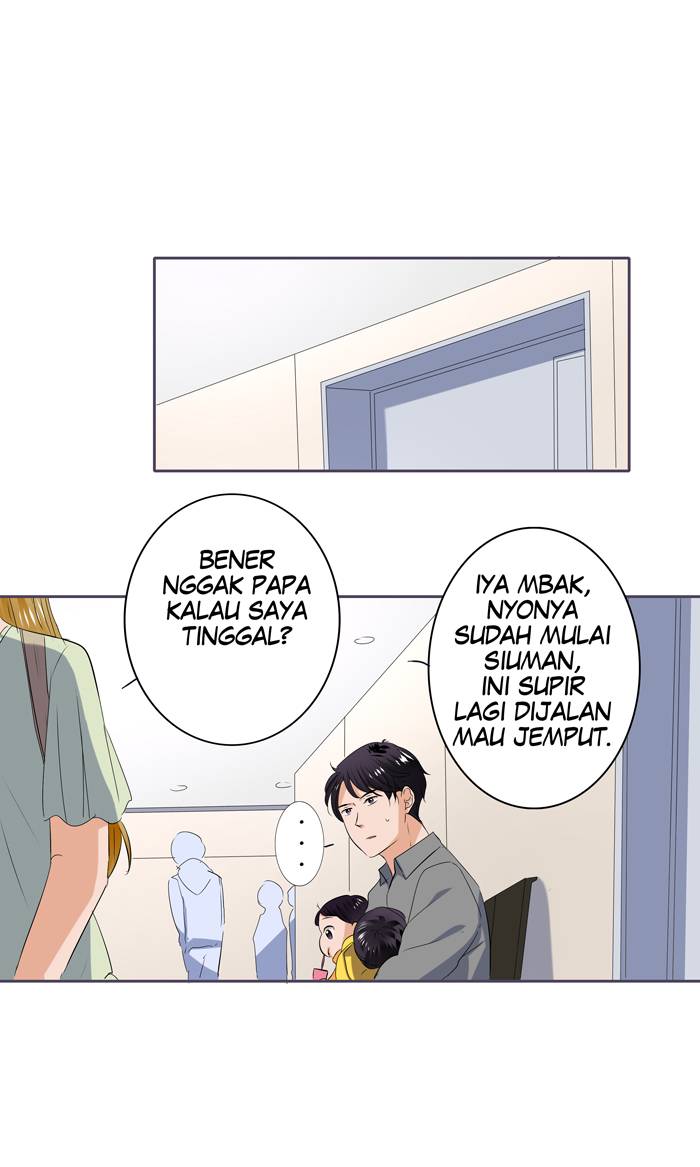 BENER
NGGAK PAPA
KALAU SAYA
TINGGAL?
IYA MBAK,
NYONYA
SUDAH MULAI
SIUMAN,
INI SUPIR
LAGI DIJALAN
MAU JEMPUT.
...